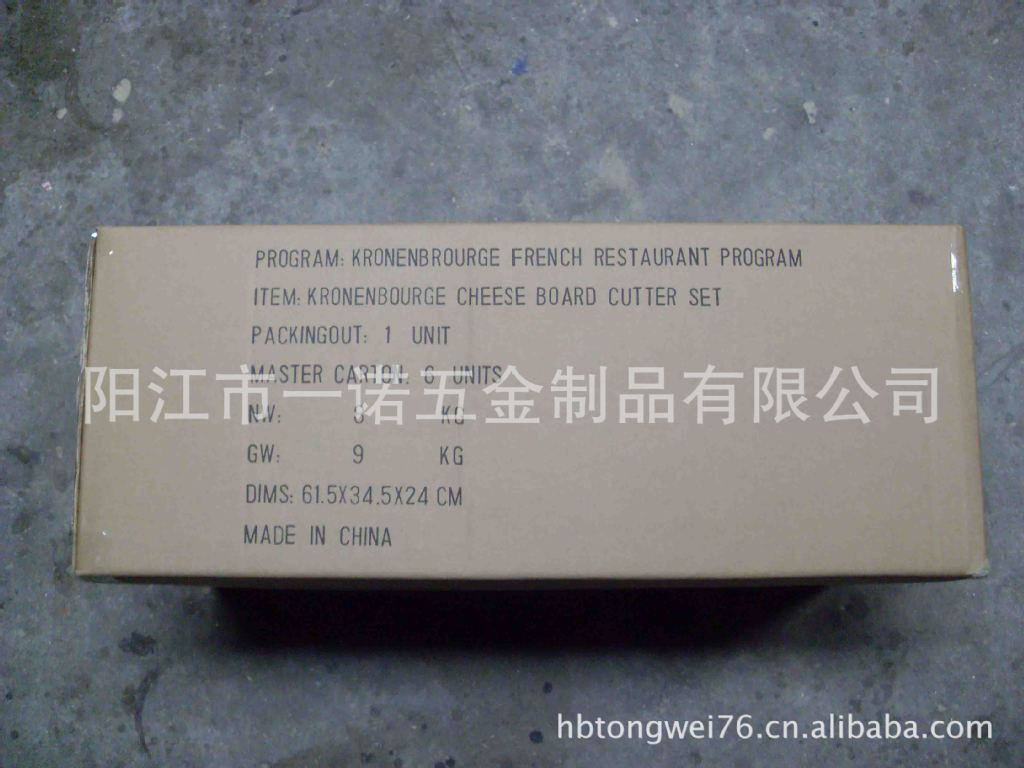 PROGRAM: KRONENBROURGE FRENCH RESTAURANT PROGRAM
ITEM: KRONENBOURGE CHEESE BOARD CUTTER SET
PACKINGOUT: 1 UNIT
MASTER CARTON: 6 UNITS
阳江市一诺五金制品有限公司
NW: 8 KG
GW: 9 KG
DIMS: 61.5X34.5X24 CM
MADE IN CHINA
hbtongwei76.cn.alibaba.com